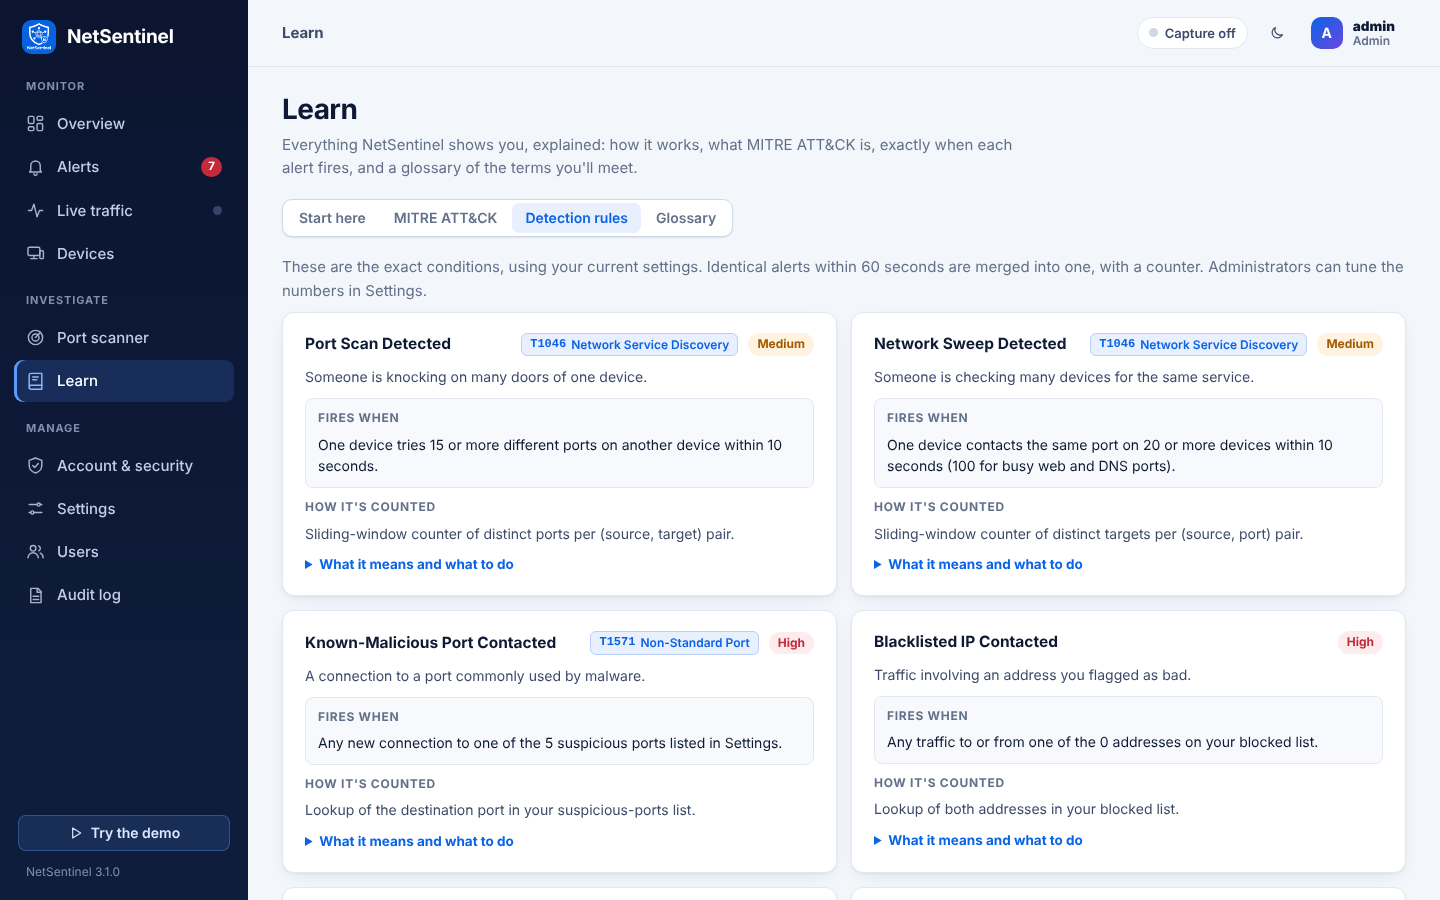 NetSentinel
NetSentinel
MONITOR
Overview
Alerts
7
Live traffic
Devices
INVESTIGATE
Port scanner
Learn
MANAGE
Account & security
Settings
Users
Audit log
Try the demo
NetSentinel 3.1.0
Learn
Capture off
A
admin
Admin
Learn
Everything NetSentinel shows you, explained: how it works, what MITRE ATT&CK is, exactly when each
alert fires, and a glossary of the terms you'll meet.
Start here
MITRE ATT&CK
Detection rules
Glossary
These are the exact conditions, using your current settings. Identical alerts within 60 seconds are merged into one, with a counter. Administrators can tune the
numbers in Settings.
Port Scan Detected
T1046 Network Service Discovery
Medium
Someone is knocking on many doors of one device.
FIRES WHEN
One device tries 15 or more different ports on another device within 10
seconds.
HOW IT'S COUNTED
Sliding-window counter of distinct ports per (source, target) pair.
What it means and what to do
Network Sweep Detected
T1046 Network Service Discovery
Medium
Someone is checking many devices for the same service.
FIRES WHEN
One device contacts the same port on 20 or more devices within 10
seconds (100 for busy web and DNS ports).
HOW IT'S COUNTED
Sliding-window counter of distinct targets per (source, port) pair.
What it means and what to do
Known-Malicious Port Contacted
T1571 Non-Standard Port
High
A connection to a port commonly used by malware.
FIRES WHEN
Any new connection to one of the 5 suspicious ports listed in Settings.
HOW IT'S COUNTED
Lookup of the destination port in your suspicious-ports list.
What it means and what to do
Blacklisted IP Contacted
High
Traffic involving an address you flagged as bad.
FIRES WHEN
Any traffic to or from one of the 0 addresses on your blocked list.
HOW IT'S COUNTED
Lookup of both addresses in your blocked list.
What it means and what to do